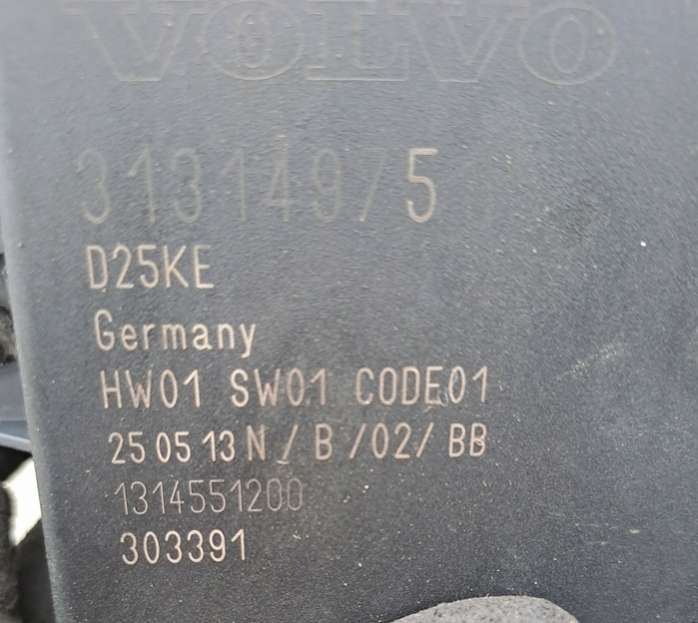 VOLVO
31314975
D25KE
Germany
HW01 SW01 CODE01
25 05 13 N / B / 02 / BB
1314551200
303391